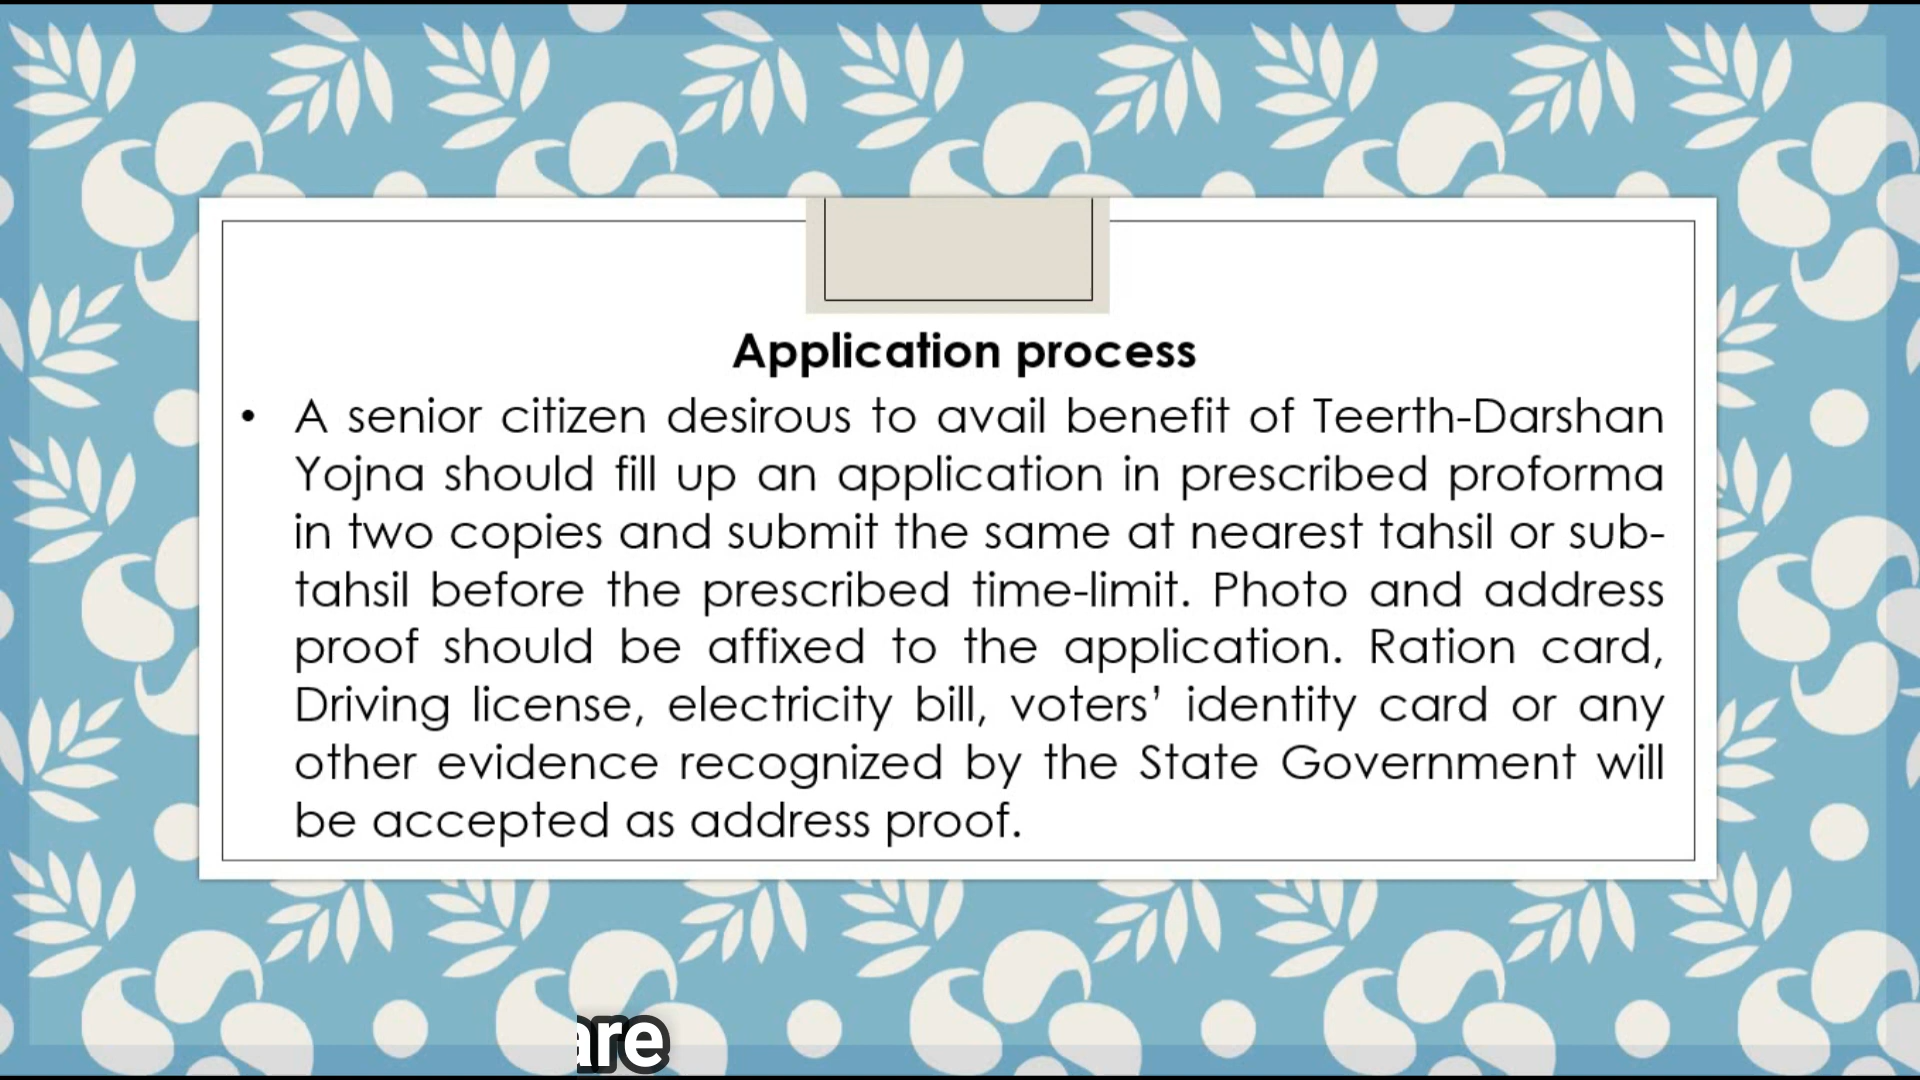 Application process
• A senior citizen desirous to avail benefit of Teerth-Darshan
Yojna should fill up an application in prescribed proforma
in two copies and submit the same at nearest tahsil or sub-
tahsil before the prescribed time-limit. Photo and address
proof should be affixed to the application. Ration card,
Driving license, electricity bill, voters’ identity card or any
other evidence recognized by the State Government will
be accepted as address proof.
are